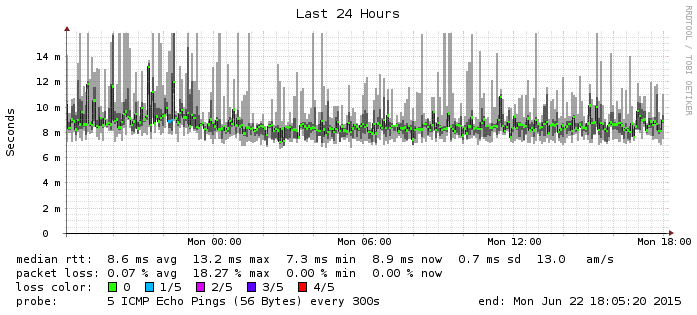 Last 24 Hours
RRDTOOL / TOBI OETIKER
Seconds
14 m
12 m
10 m
8 m
6 m
4 m
2 m
0
Mon 00:00 Mon 06:00 Mon 12:00 Mon 18:00
median rtt: 8.6 ms avg 13.2 ms max 7.3 ms min 8.9 ms now 0.7 ms sd 13.0 am/s
packet loss: 0.07 % avg 18.27 % max 0.00 % min 0.00 % now
loss color: 0 1/5 2/5 3/5 4/5
probe: 5 ICMP Echo Pings (56 Bytes) every 300s end: Mon Jun 22 18:05:20 2015